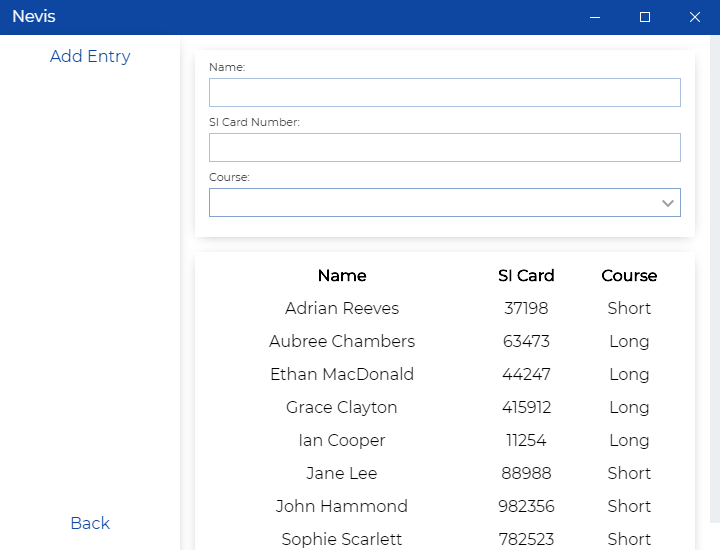 Nevis
Add Entry
Name:
SI Card Number:
Course:
Name SI Card Course
Adrian Reeves 37198 Short
Aubree Chambers 63473 Long
Ethan MacDonald 44247 Long
Grace Clayton 415912 Long
Ian Cooper 11254 Long
Jane Lee 88988 Short
John Hammond 982356 Short
Sophie Scarlett 782523 Short
Back